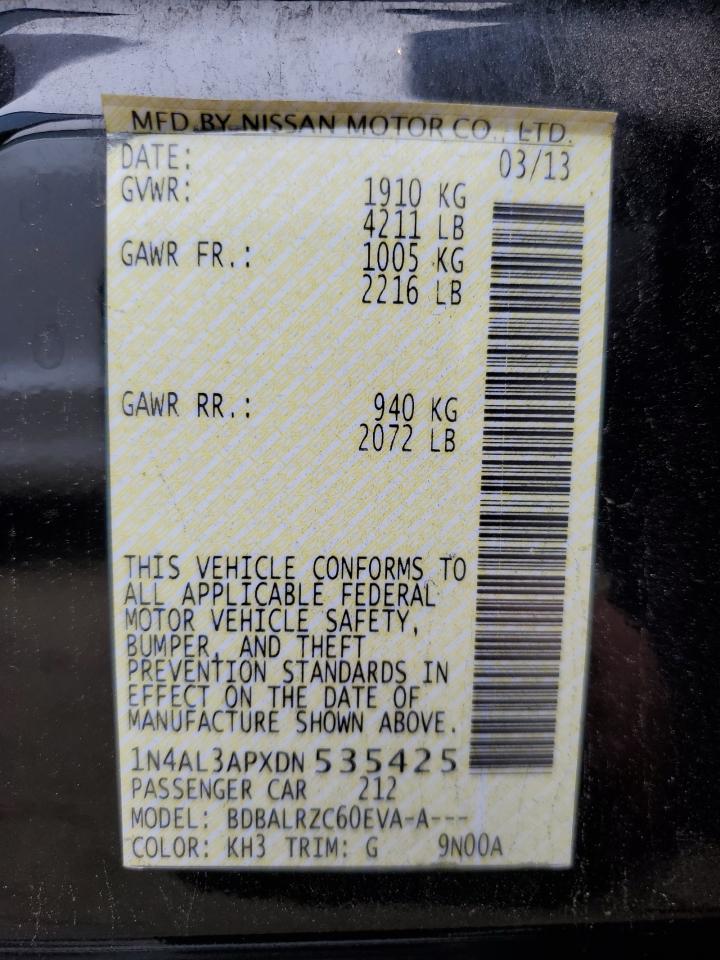 MFD.BY NISSAN MOTOR CO., LTD.
DATE: 03/13
GVWR: 1910 KG
4211 LB
GAWR FR.: 1005 KG
2216 LB
GAWR RR.: 940 KG
2072 LB
THIS VEHICLE CONFORMS TO
ALL APPLICABLE FEDERAL
MOTOR VEHICLE SAFETY,
BUMPER, AND THEFT
PREVENTION STANDARDS IN
EFFECT ON THE DATE OF
MANUFACTURE SHOWN ABOVE.
1N4AL3APXDN535425
PASSENGER CAR 212
MODEL: BDBALRZC60EVA-A---
COLOR: KH3 TRIM: G 9N00A